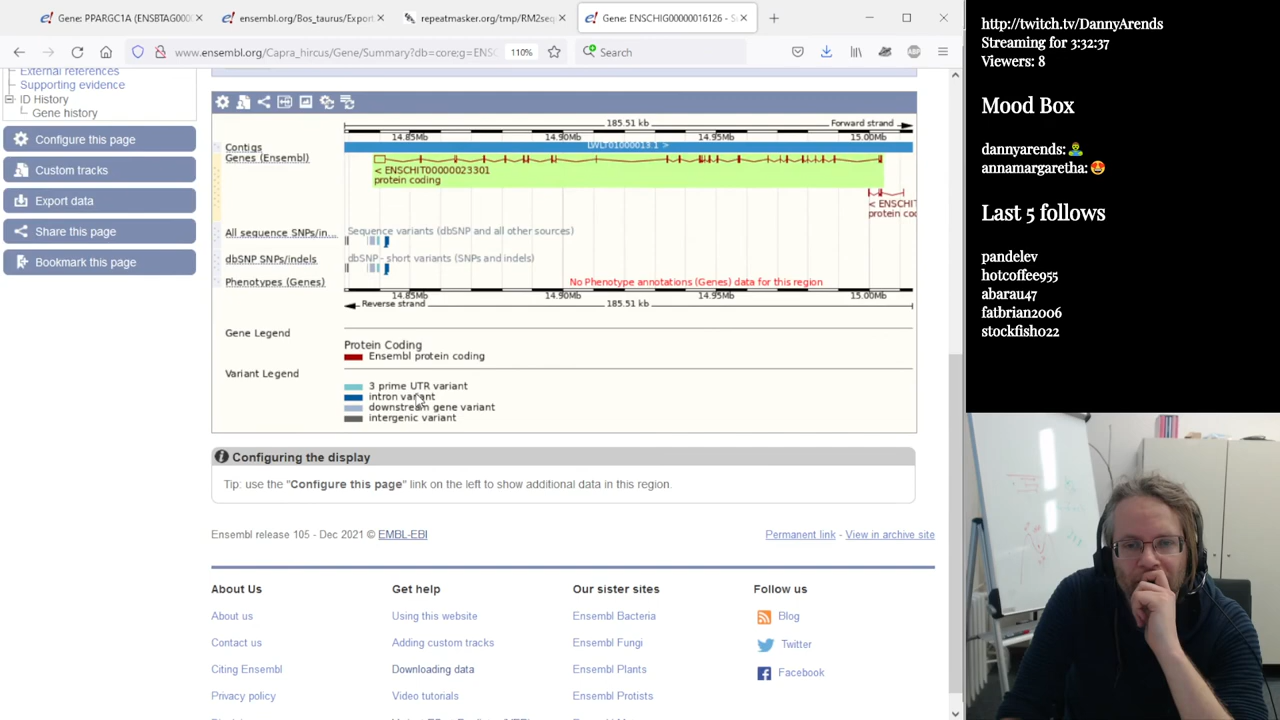 Gene: PPARGC1A (ENSBTAG000
ensembl.org/Bos_taurus/Export
repeatmasker.org/tmp/RM2seq
Gene: ENSCHIG00000016126 - S
www.ensembl.org/Capra_hircus/Gene/Summary?db=core;g=ENSC
110%
Search
External references
Supporting evidence
ID History
Gene history
Configure this page
Custom tracks
Export data
Share this page
Bookmark this page
185.51 kb
Forward strand
14.85Mb 14.90Mb 14.95Mb 15.00Mb
Contigs
LWLT01000013.1 >
Genes (Ensembl)
< ENSCHIT00000023301
protein coding
< ENSCHIT
protein coc
All sequence SNPs/in...
Sequence variants (dbSNP and all other sources)
dbSNP SNPs/indels
dbSNP - short variants (SNPs and indels)
Phenotypes (Genes)
No Phenotype annotations (Genes) data for this region
14.85Mb 14.90Mb 14.95Mb 15.00Mb
Reverse strand
185.51 kb
Gene Legend
Protein Coding
Ensembl protein coding
Variant Legend
3 prime UTR variant
intron variant
downstream gene variant
intergenic variant
Configuring the display
Tip: use the "Configure this page" link on the left to show additional data in this region.
Ensembl release 105 - Dec 2021 © EMBL-EBI
Permanent link - View in archive site
About Us
About us
Contact us
Citing Ensembl
Privacy policy
Get help
Using this website
Adding custom tracks
Downloading data
Video tutorials
Our sister sites
Ensembl Bacteria
Ensembl Fungi
Ensembl Plants
Ensembl Protists
Follow us
Blog
Twitter
Facebook
http://twitch.tv/DannyArends
Streaming for 3:32:37
Viewers: 8
Mood Box
dannyarends:
annamargaretha:
Last 5 follows
pandelev
hotcoffee955
abarau47
fatbrian2006
stockfish022